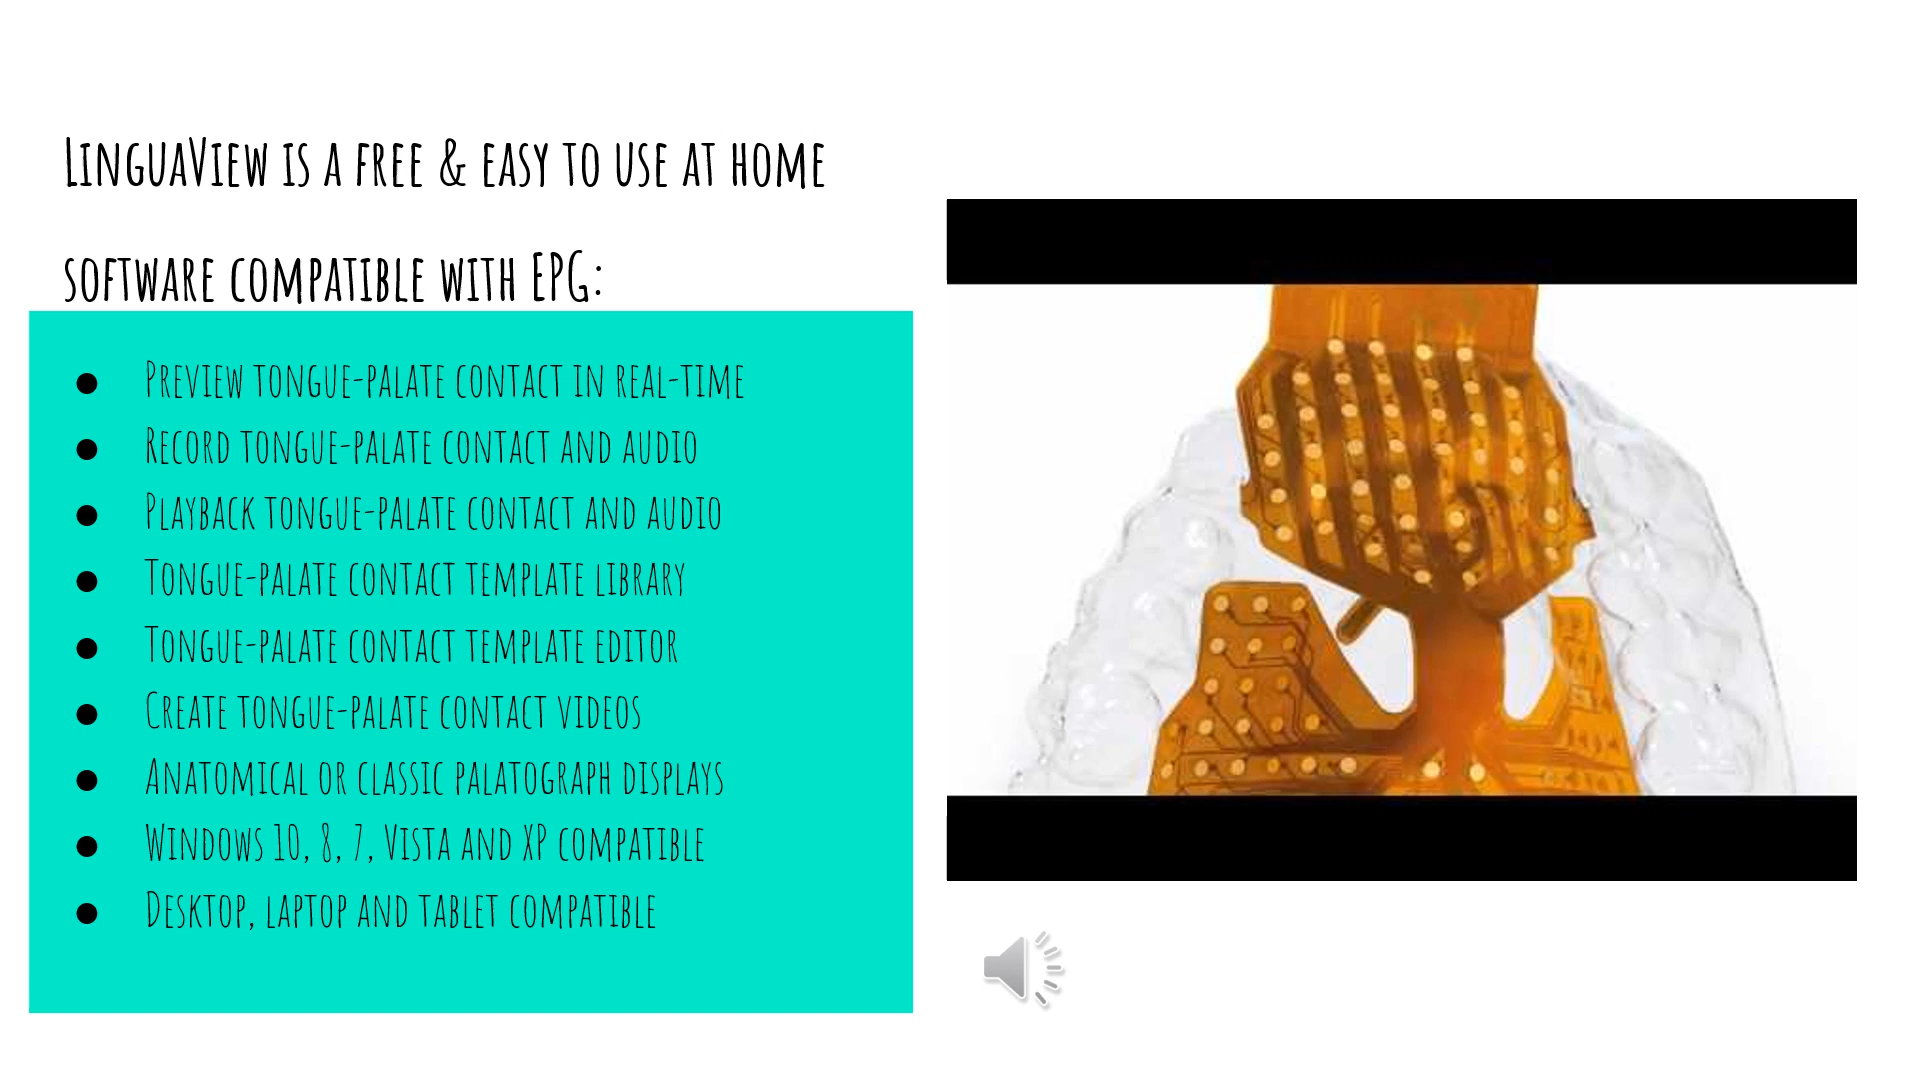 LinguaView is a free & easy to use at home
software compatible with EPG:
● Preview tongue-palate contact in real-time
● Record tongue-palate contact and audio
● Playback tongue-palate contact and audio
● Tongue-palate contact template library
● Tongue-palate contact template editor
● Create tongue-palate contact videos
● Anatomical or classic palatograph displays
● Windows 10, 8, 7, Vista and XP compatible
● Desktop, laptop and tablet compatible